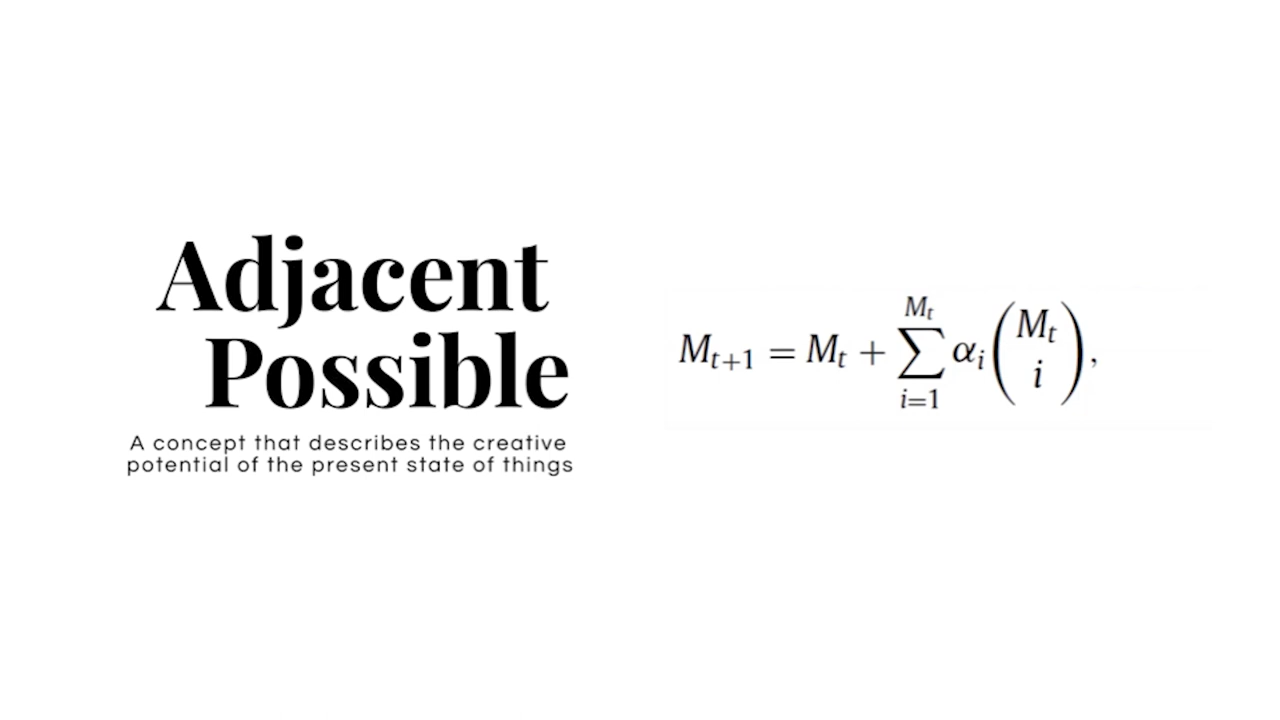 Adjacent
Possible
A concept that describes the creative
potential of the present state of things
M_{t+1} = M_t + \sum_{i=1}^{M_t} α_i \binom{M_t}{i},